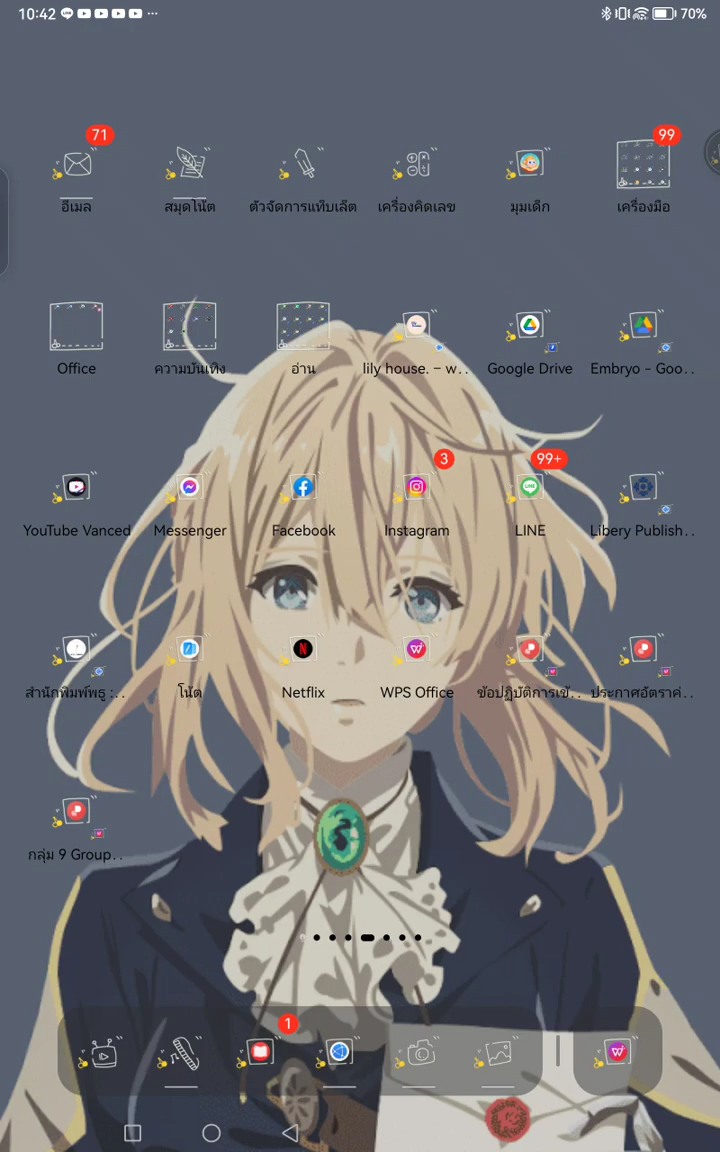 10:42
70%
71
99
อีเมล
สมุดโน้ต
ตัวจัดการแท็บเล็ต
เครื่องคิดเลข
มุมเด็ก
เครื่องมือ
Office
ความบันเทิง
อ่าน
lily house. – w..
Google Drive
Embryo - Goo..
3
99+
YouTube Vanced
Messenger
Facebook
Instagram
LINE
Libery Publish..
สำนักพิมพ์พธู :..
โน้ต
Netflix
WPS Office
ข้อปฏิบัติการเข้..
ประกาศอัตราค่..
กลุ่ม 9 Group..
1